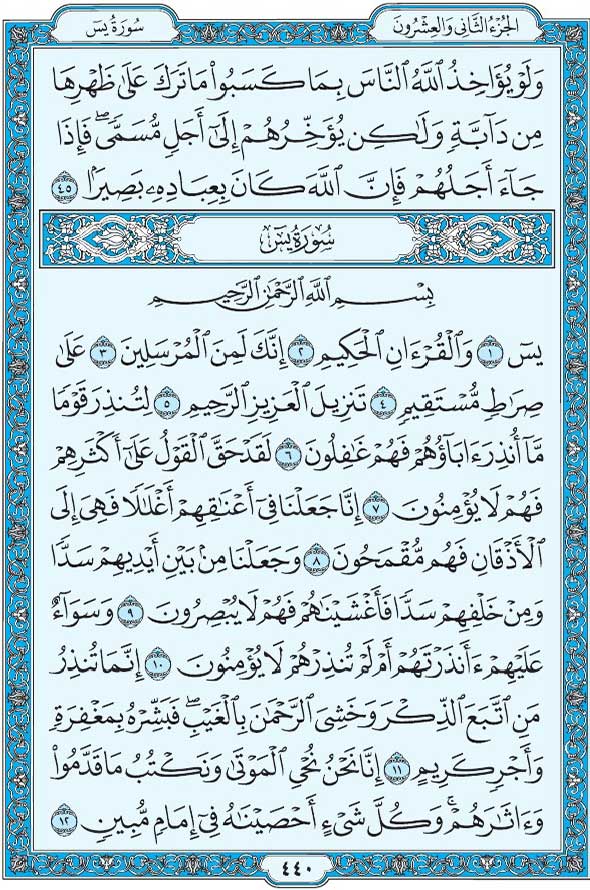 سُورَةُ يسٓ
الجُزْءُ الثَّانِي وَالعِشْرُونَ
وَلَوْ يُؤَاخِذُ ٱللَّهُ ٱلنَّاسَ بِمَا كَسَبُوا۟ مَا تَرَكَ عَلَىٰ ظَهْرِهَا
مِن دَآبَّةٍ وَلَٰكِن يُؤَخِّرُهُمْ إِلَىٰٓ أَجَلٍ مُّسَمًّى ۖ فَإِذَا
جَآءَ أَجَلُهُمْ فَإِنَّ ٱللَّهَ كَانَ بِعِبَادِهِۦ بَصِيرًۢا ٤٥
سُورَةُ يسٓ
بِسْمِ ٱللَّهِ ٱلرَّحْمَٰنِ ٱلرَّحِيمِ
يسٓ ١ وَٱلْقُرْءَانِ ٱلْحَكِيمِ ٢ إِنَّكَ لَمِنَ ٱلْمُرْسَلِينَ ٣ عَلَىٰ
صِرَٰطٍ مُّسْتَقِيمٍ ٤ تَنزِيلَ ٱلْعَزِيزِ ٱلرَّحِيمِ ٥ لِتُنذِرَ قَوْمًا
مَّآ أُنذِرَ ءَابَآؤُهُمْ فَهُمْ غَٰفِلُونَ ٦ لَقَدْ حَقَّ ٱلْقَوْلُ عَلَىٰٓ أَكْثَرِهِمْ
فَهُمْ لَا يُؤْمِنُونَ ٧ إِنَّا جَعَلْنَا فِىٓ أَعْنَٰقِهِمْ أَغْلَٰلًا فَهِىَ إِلَى
ٱلْأَذْقَانِ فَهُم مُّقْمَحُونَ ٨ وَجَعَلْنَا مِنۢ بَيْنِ أَيْدِيهِمْ سَدًّا
وَمِنْ خَلْفِهِمْ سَدًّا فَأَغْشَيْنَٰهُمْ فَهُمْ لَا يُبْصِرُونَ ٩ وَسَوَآءٌ
عَلَيْهِمْ ءَأَنذَرْتَهُمْ أَمْ لَمْ تُنذِرْهُمْ لَا يُؤْمِنُونَ ١٠ إِنَّمَا تُنذِرُ
مَنِ ٱتَّبَعَ ٱلذِّكْرَ وَخَشِىَ ٱلرَّحْمَٰنَ بِٱلْغَيْبِ ۖ فَبَشِّرْهُ بِمَغْفِرَةٍ
وَأَجْرٍ كَرِيمٍ ١١ إِنَّا نَحْنُ نُحْىِ ٱلْمَوْتَىٰ وَنَكْتُبُ مَا قَدَّمُوا۟
وَءَاثَٰرَهُمْ ۚ وَكُلَّ شَىْءٍ أَحْصَيْنَٰهُ فِىٓ إِمَامٍ مُّبِينٍ ١٢
٤٤٠